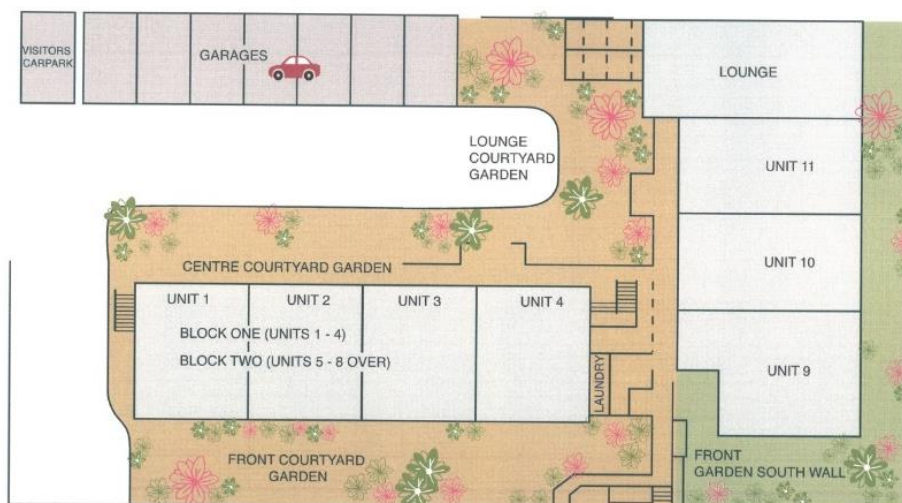 VISITORS
CARPARK
GARAGES
LOUNGE
LOUNGE
COURTYARD
GARDEN
UNIT 11
CENTRE COURTYARD GARDEN
UNIT 10
UNIT 1
UNIT 2
UNIT 3
UNIT 4
BLOCK ONE (UNITS 1 - 4)
BLOCK TWO (UNITS 5 - 8 OVER)
LAUNDRY
UNIT 9
FRONT COURTYARD
GARDEN
FRONT
GARDEN SOUTH WALL